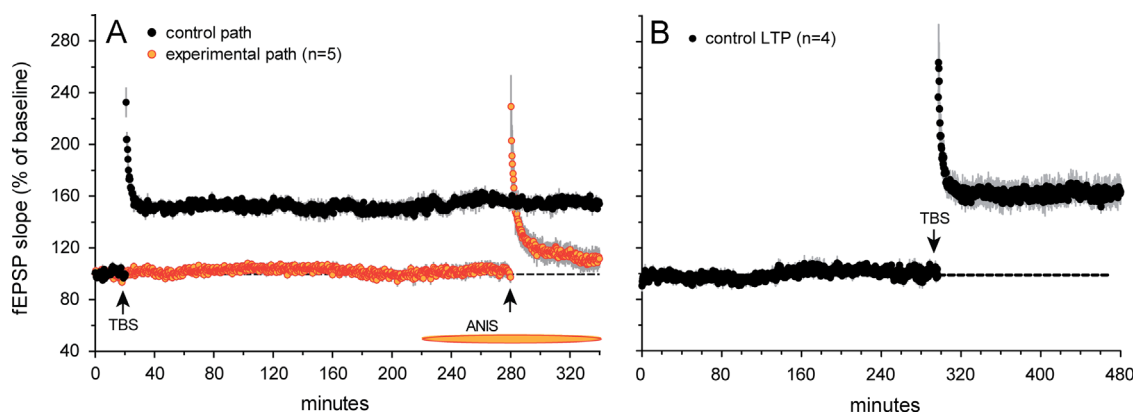 A
B
control path
experimental path (n=5)
control LTP (n=4)
fEPSP slope (% of baseline)
280
240
200
160
120
80
40
TBS
ANIS
TBS
0 40 80 120 160 200 240 280 320
0 80 160 240 320 400 480
minutes
minutes